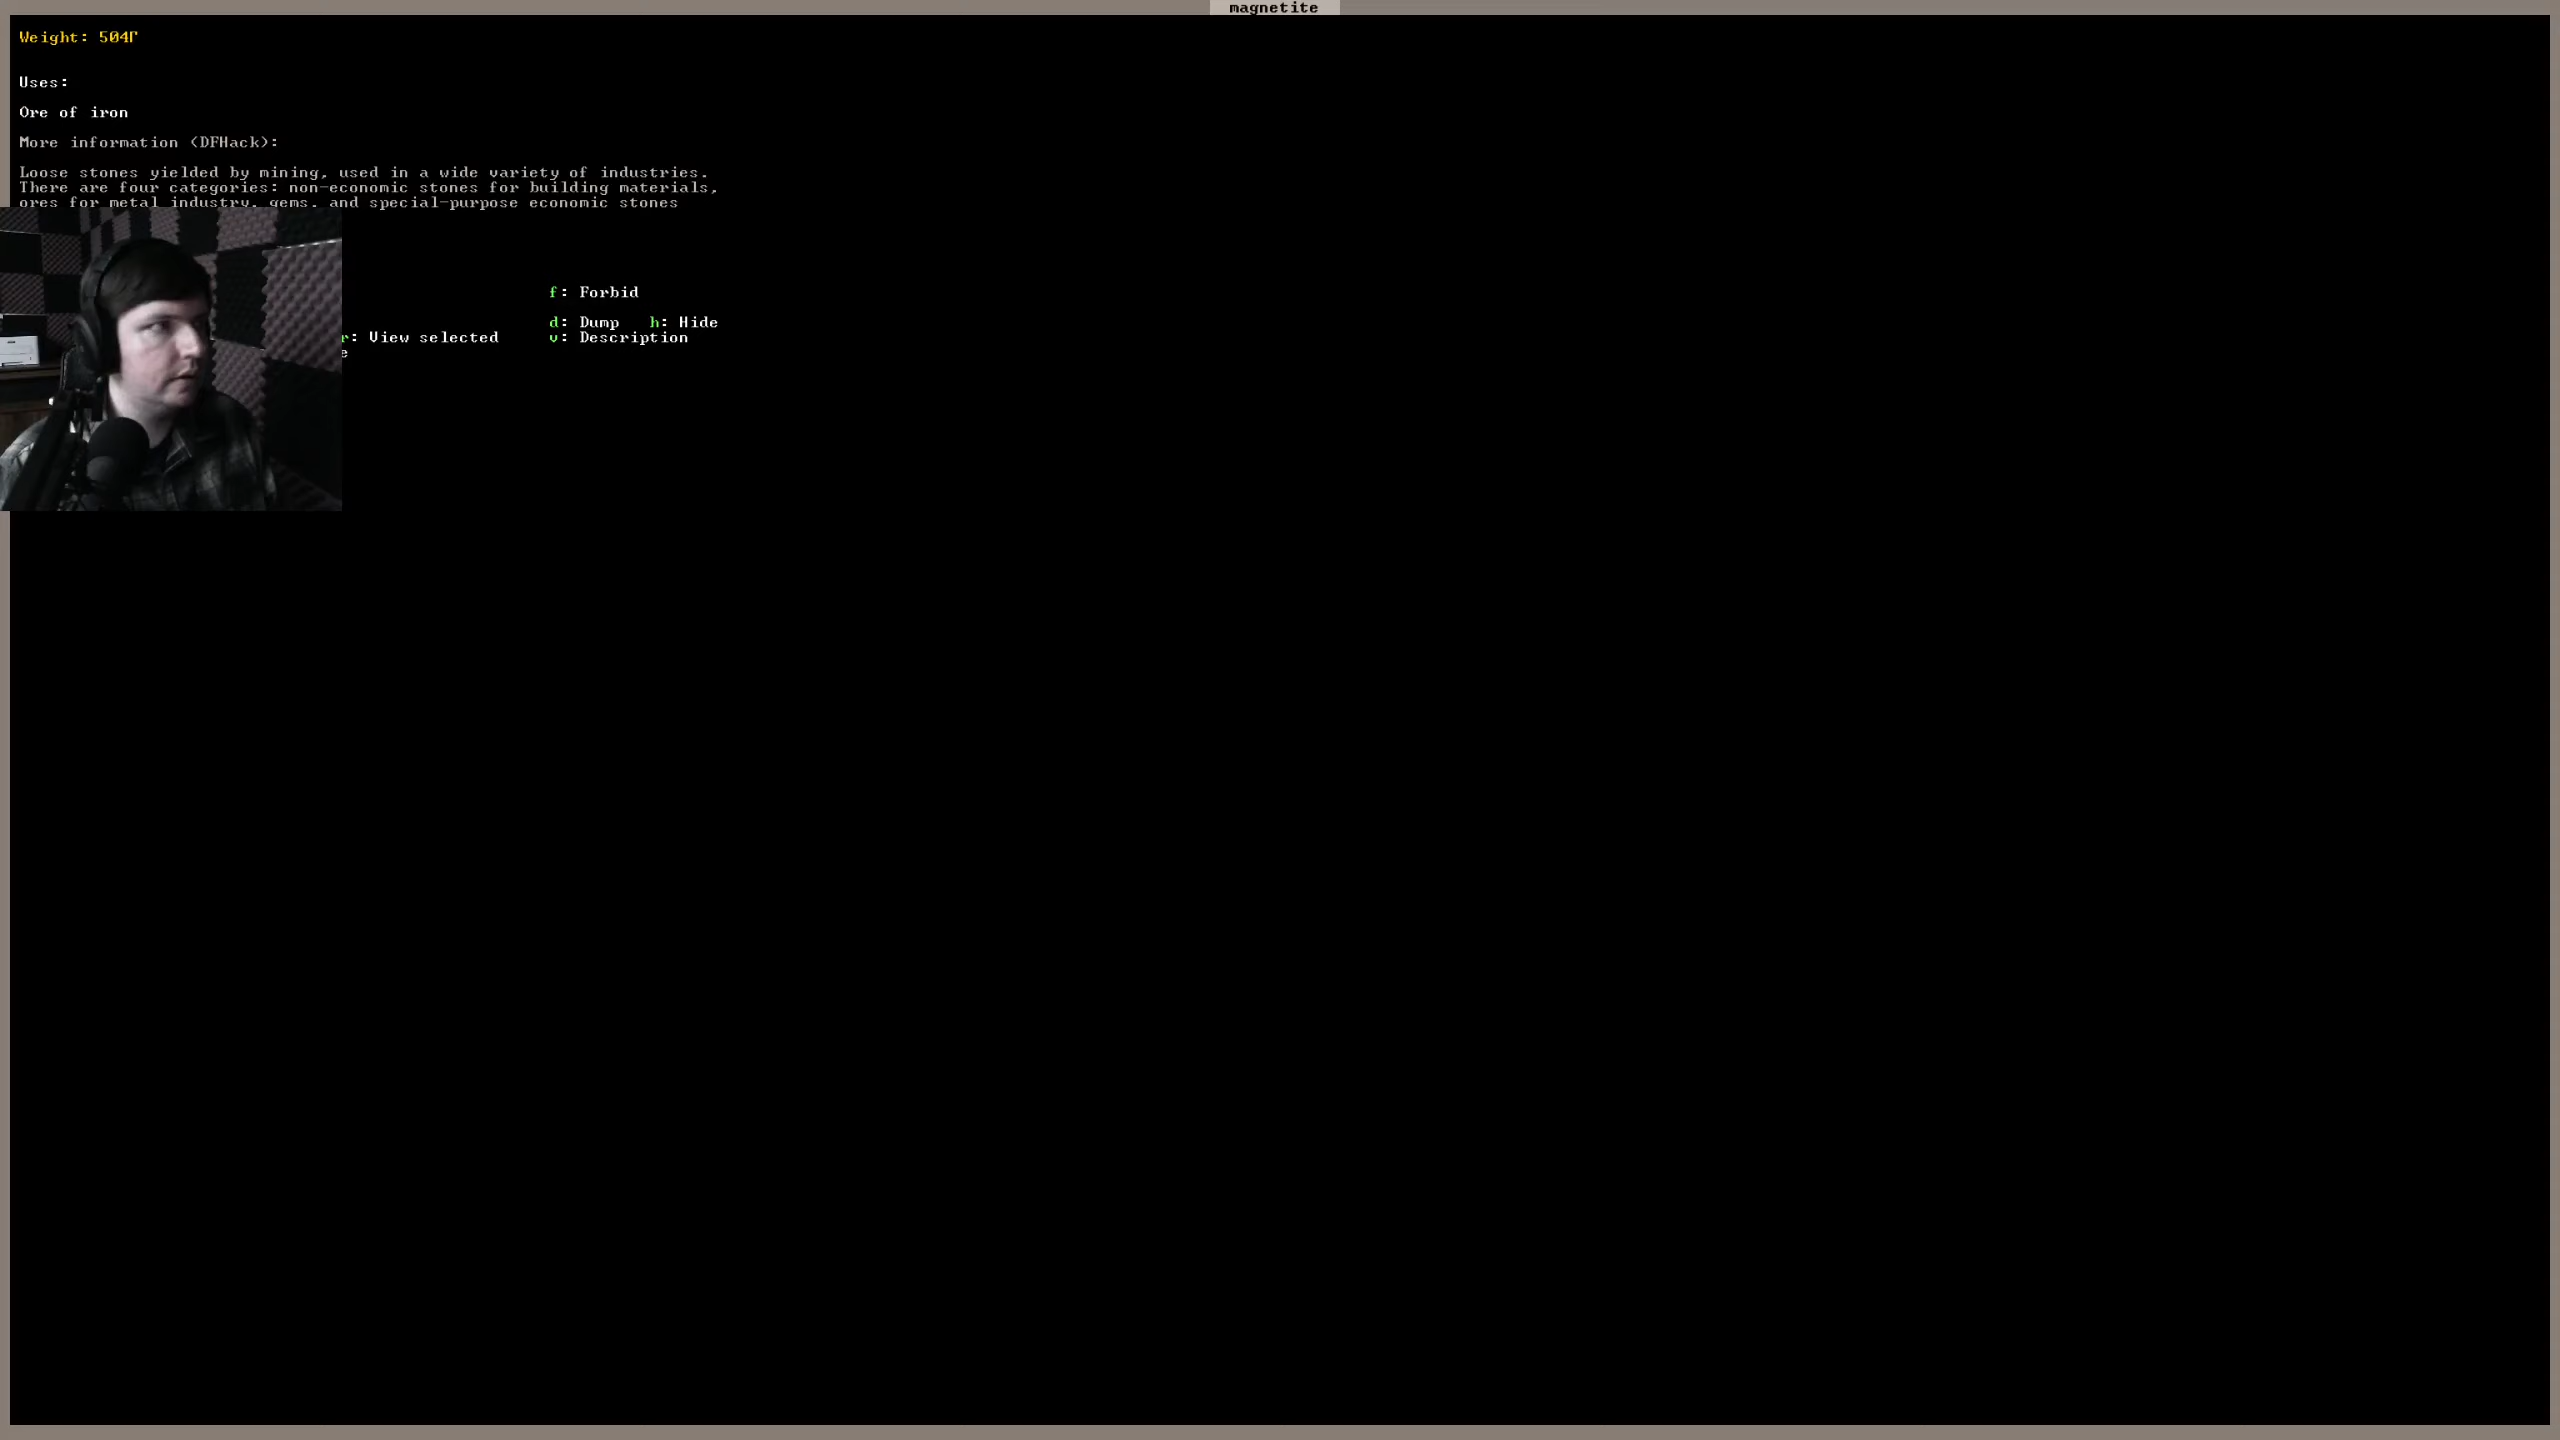 magnetite
Weight: 504Γ
Uses:
Ore of iron
More information (DFHack):
Loose stones yielded by mining, used in a wide variety of industries.
There are four categories: non-economic stones for building materials,
ores for metal industry, gems, and special-purpose economic stones
f: Forbid
d: Dump h: Hide
r: View selected v: Description
e